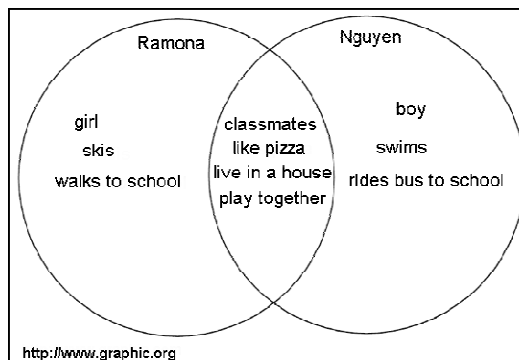 Ramona
Nguyen
girl
skis
walks to school
classmates
like pizza
live in a house
play together
boy
swims
rides bus to school
http://www.graphic.org